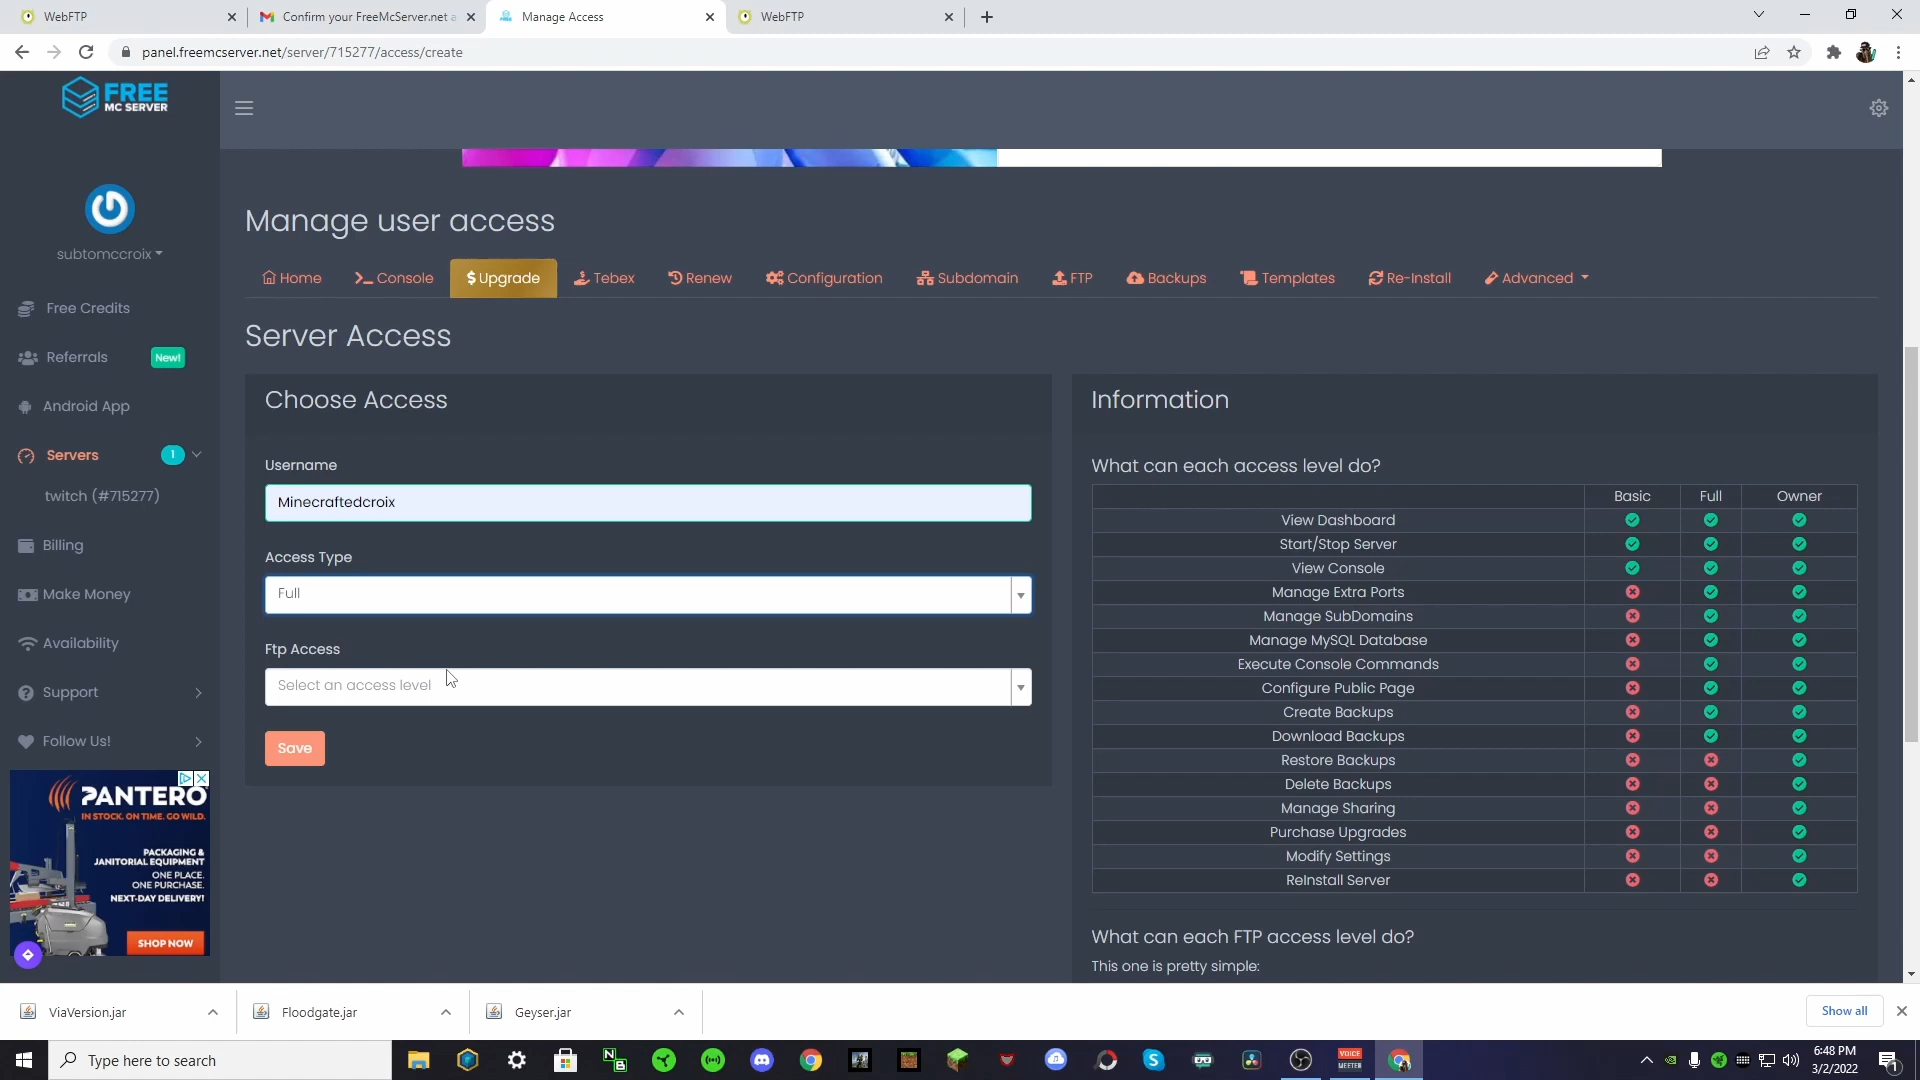 WebFTP
Confirm your FreeMcServer.net a
Manage Access
WebFTP
panel.freemcserver.net/server/715277/access/create
FREE
MC SERVER
subtomccroix
Free Credits
Referrals
New!
Android App
Servers
1
twitch (#715277)
Billing
Make Money
Availability
Support
Follow Us!
PANTERO
IN STOCK. ON TIME. GO WILD.
PACKAGING &
JANITORIAL EQUIPMENT
ONE PLACE.
ONE PURCHASE.
NEXT-DAY DELIVERY!
SHOP NOW
Manage user access
Home
Console
$ Upgrade
Tebex
Renew
Configuration
Subdomain
FTP
Backups
Templates
Re-Install
Advanced
Server Access
Choose Access
Username
Minecraftedcroix
Access Type
Full
Ftp Access
Select an access level
Save
Information
What can each access level do?
Basic Full Owner
View Dashboard
Start/Stop Server
View Console
Manage Extra Ports
Manage SubDomains
Manage MySQL Database
Execute Console Commands
Configure Public Page
Create Backups
Download Backups
Restore Backups
Delete Backups
Manage Sharing
Purchase Upgrades
Modify Settings
ReInstall Server
What can each FTP access level do?
This one is pretty simple:
ViaVersion.jar
Floodgate.jar
Geyser.jar
Show all
Type here to search
VOICE
MEETER
6:48 PM
3/2/2022
1